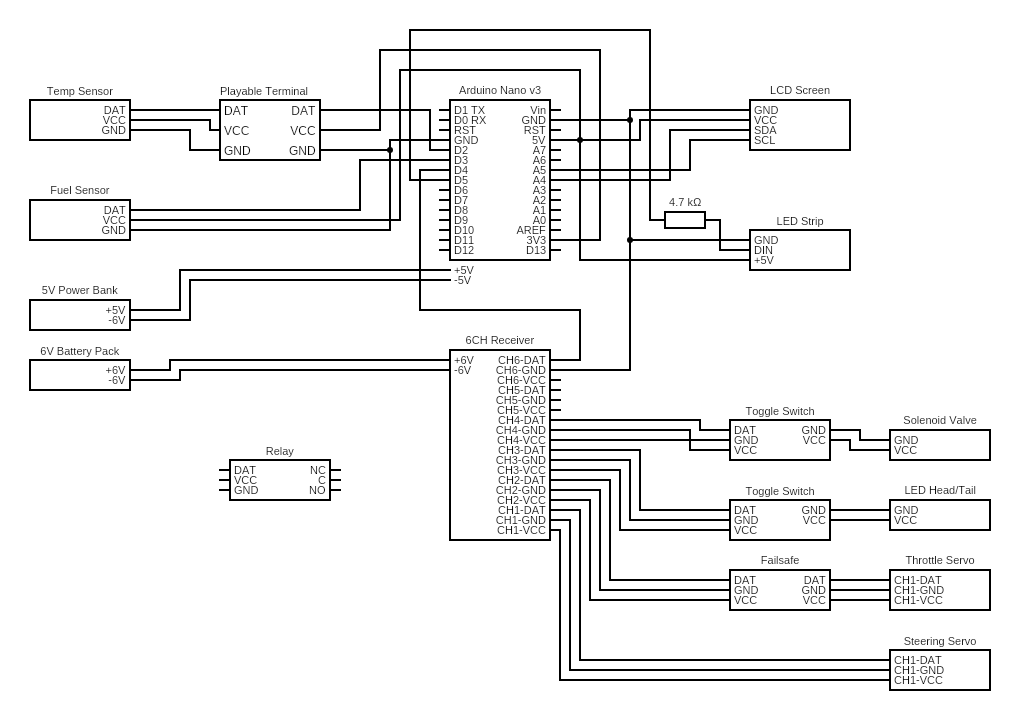 Temp Sensor
DAT
VCC
GND
Playable Terminal
DAT DAT
VCC VCC
GND GND
Arduino Nano v3
D1 TX Vin
D0 RX GND
RST RST
GND 5V
D2 A7
D3 A6
D4 A5
D5 A4
D6 A3
D7 A2
D8 A1
D9 A0
D10 AREF
D11 3V3
D12 D13
+5V
-5V
LCD Screen
GND
VCC
SDA
SCL
Fuel Sensor
DAT
VCC
GND
4.7 kΩ
LED Strip
GND
DIN
+5V
5V Power Bank
+5V
-6V
6V Battery Pack
+6V
-6V
6CH Receiver
+6V CH6-DAT
-6V CH6-GND
CH6-VCC
CH5-DAT
CH5-GND
CH5-VCC
CH4-DAT
CH4-GND
CH4-VCC
CH3-DAT
CH3-GND
CH3-VCC
CH2-DAT
CH2-GND
CH2-VCC
CH1-DAT
CH1-GND
CH1-VCC
Relay
DAT NC
VCC C
GND NO
Toggle Switch
DAT GND
GND VCC
VCC
Solenoid Valve
GND
VCC
Toggle Switch
DAT GND
GND VCC
VCC
LED Head/Tail
GND
VCC
Failsafe
DAT DAT
GND GND
VCC VCC
Throttle Servo
CH1-DAT
CH1-GND
CH1-VCC
Steering Servo
CH1-DAT
CH1-GND
CH1-VCC